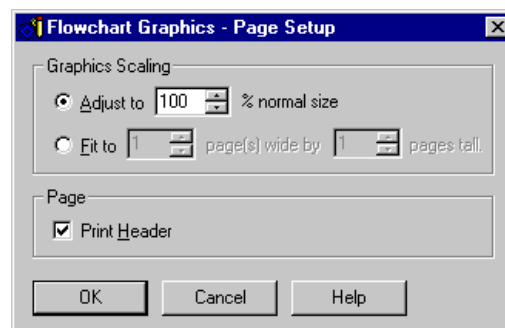 Flowchart Graphics - Page Setup
Graphics Scaling
Adjust to 100 % normal size
Fit to 1 page(s) wide by 1 pages tall.
Page
Print Header
OK Cancel Help